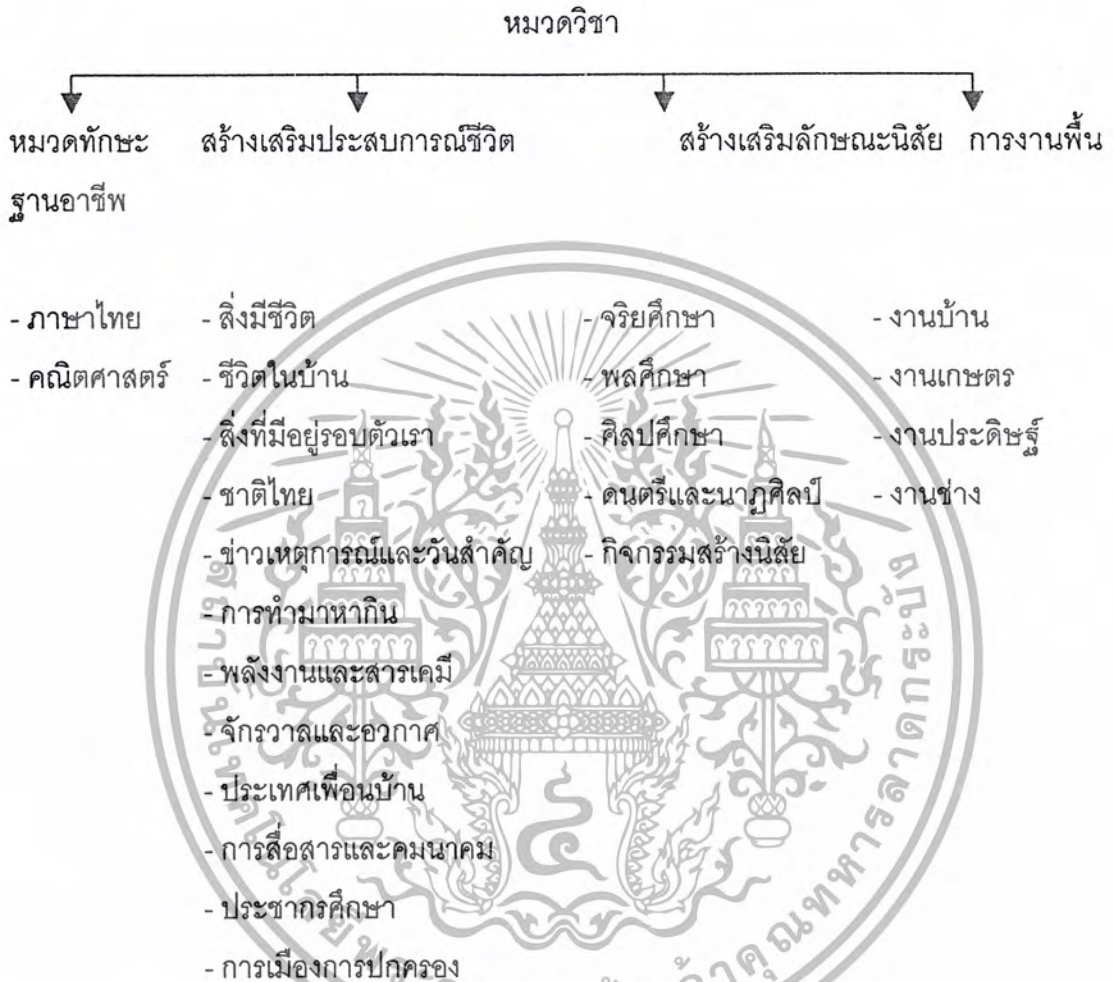 หมวดวิชา
หมวดทักษะ สร้างเสริมประสบการณ์ชีวิต สร้างเสริมลักษณะนิสัย การงานพื้น
ฐานอาชีพ
- ภาษาไทย - สิ่งมีชีวิต - จริยศึกษา - งานบ้าน
- คณิตศาสตร์ - ชีวิตในบ้าน - พลศึกษา - งานเกษตร
- สิ่งที่มีอยู่รอบตัวเรา - ศิลปศึกษา - งานประดิษฐ์
- ชาติไทย - ดนตรีและนาฏศิลป์ - งานช่าง
- ข่าวเหตุการณ์และวันสำคัญ - กิจกรรมสร้างนิสัย
- การทำมาหากิน
- พลังงานและสารเคมี
- จักรวาลและอวกาศ
- ประเทศเพื่อนบ้าน
- การสื่อสารและคมนาคม
- ประชากรศึกษา
- การเมืองการปกครอง